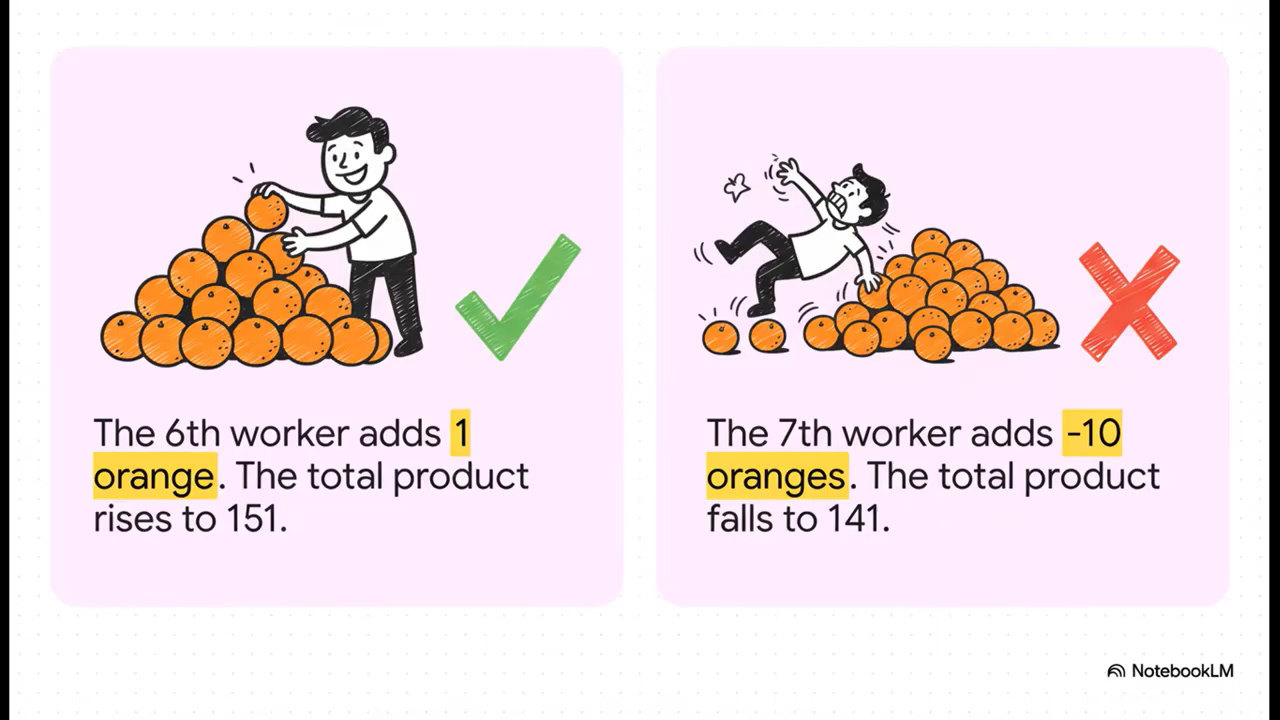 The 6th worker adds 1
orange. The total product
rises to 151.
The 7th worker adds -10
oranges. The total product
falls to 141.
NotebookLM